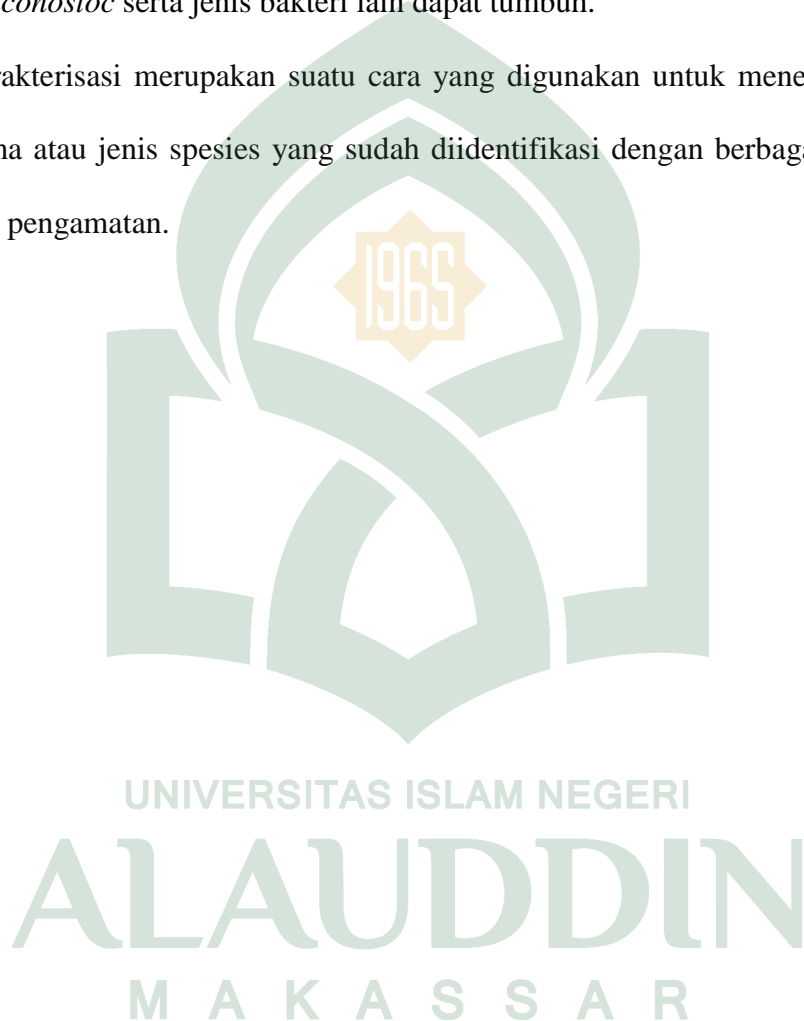 conostoc serta jenis bakteri lain dapat tumbuh.
rakterisasi merupakan suatu cara yang digunakan untuk mene
na atau jenis spesies yang sudah diidentifikasi dengan berbaga
pengamatan.
1965
UNIVERSITAS ISLAM NEGERI
ALAUDDIN
MAKASSAR